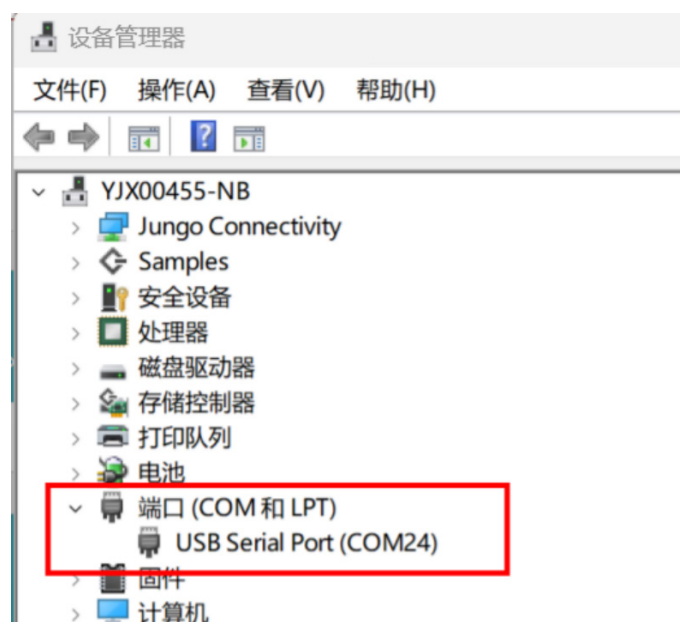 设备管理器
文件(F) 操作(A) 查看(V) 帮助(H)
YJX00455-NB
Jungo Connectivity
Samples
安全设备
处理器
磁盘驱动器
存储控制器
打印队列
电池
端口 (COM 和 LPT)
USB Serial Port (COM24)
固件
计算机